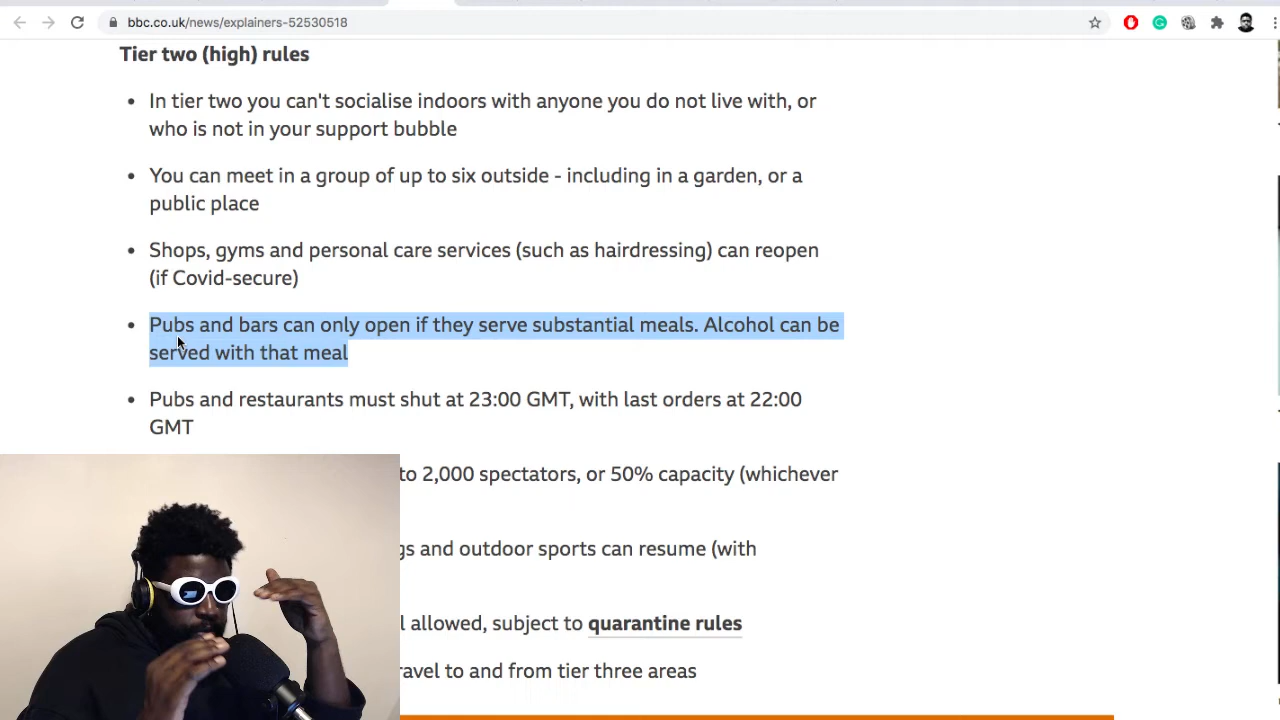 bbc.co.uk/news/explainers-52530518
Tier two (high) rules
In tier two you can't socialise indoors with anyone you do not live with, or
who is not in your support bubble
You can meet in a group of up to six outside - including in a garden, or a
public place
Shops, gyms and personal care services (such as hairdressing) can reopen
(if Covid-secure)
Pubs and bars can only open if they serve substantial meals. Alcohol can be
served with that meal
Pubs and restaurants must shut at 23:00 GMT, with last orders at 22:00
GMT
to 2,000 spectators, or 50% capacity (whichever
gs and outdoor sports can resume (with
l allowed, subject to quarantine rules
ravel to and from tier three areas